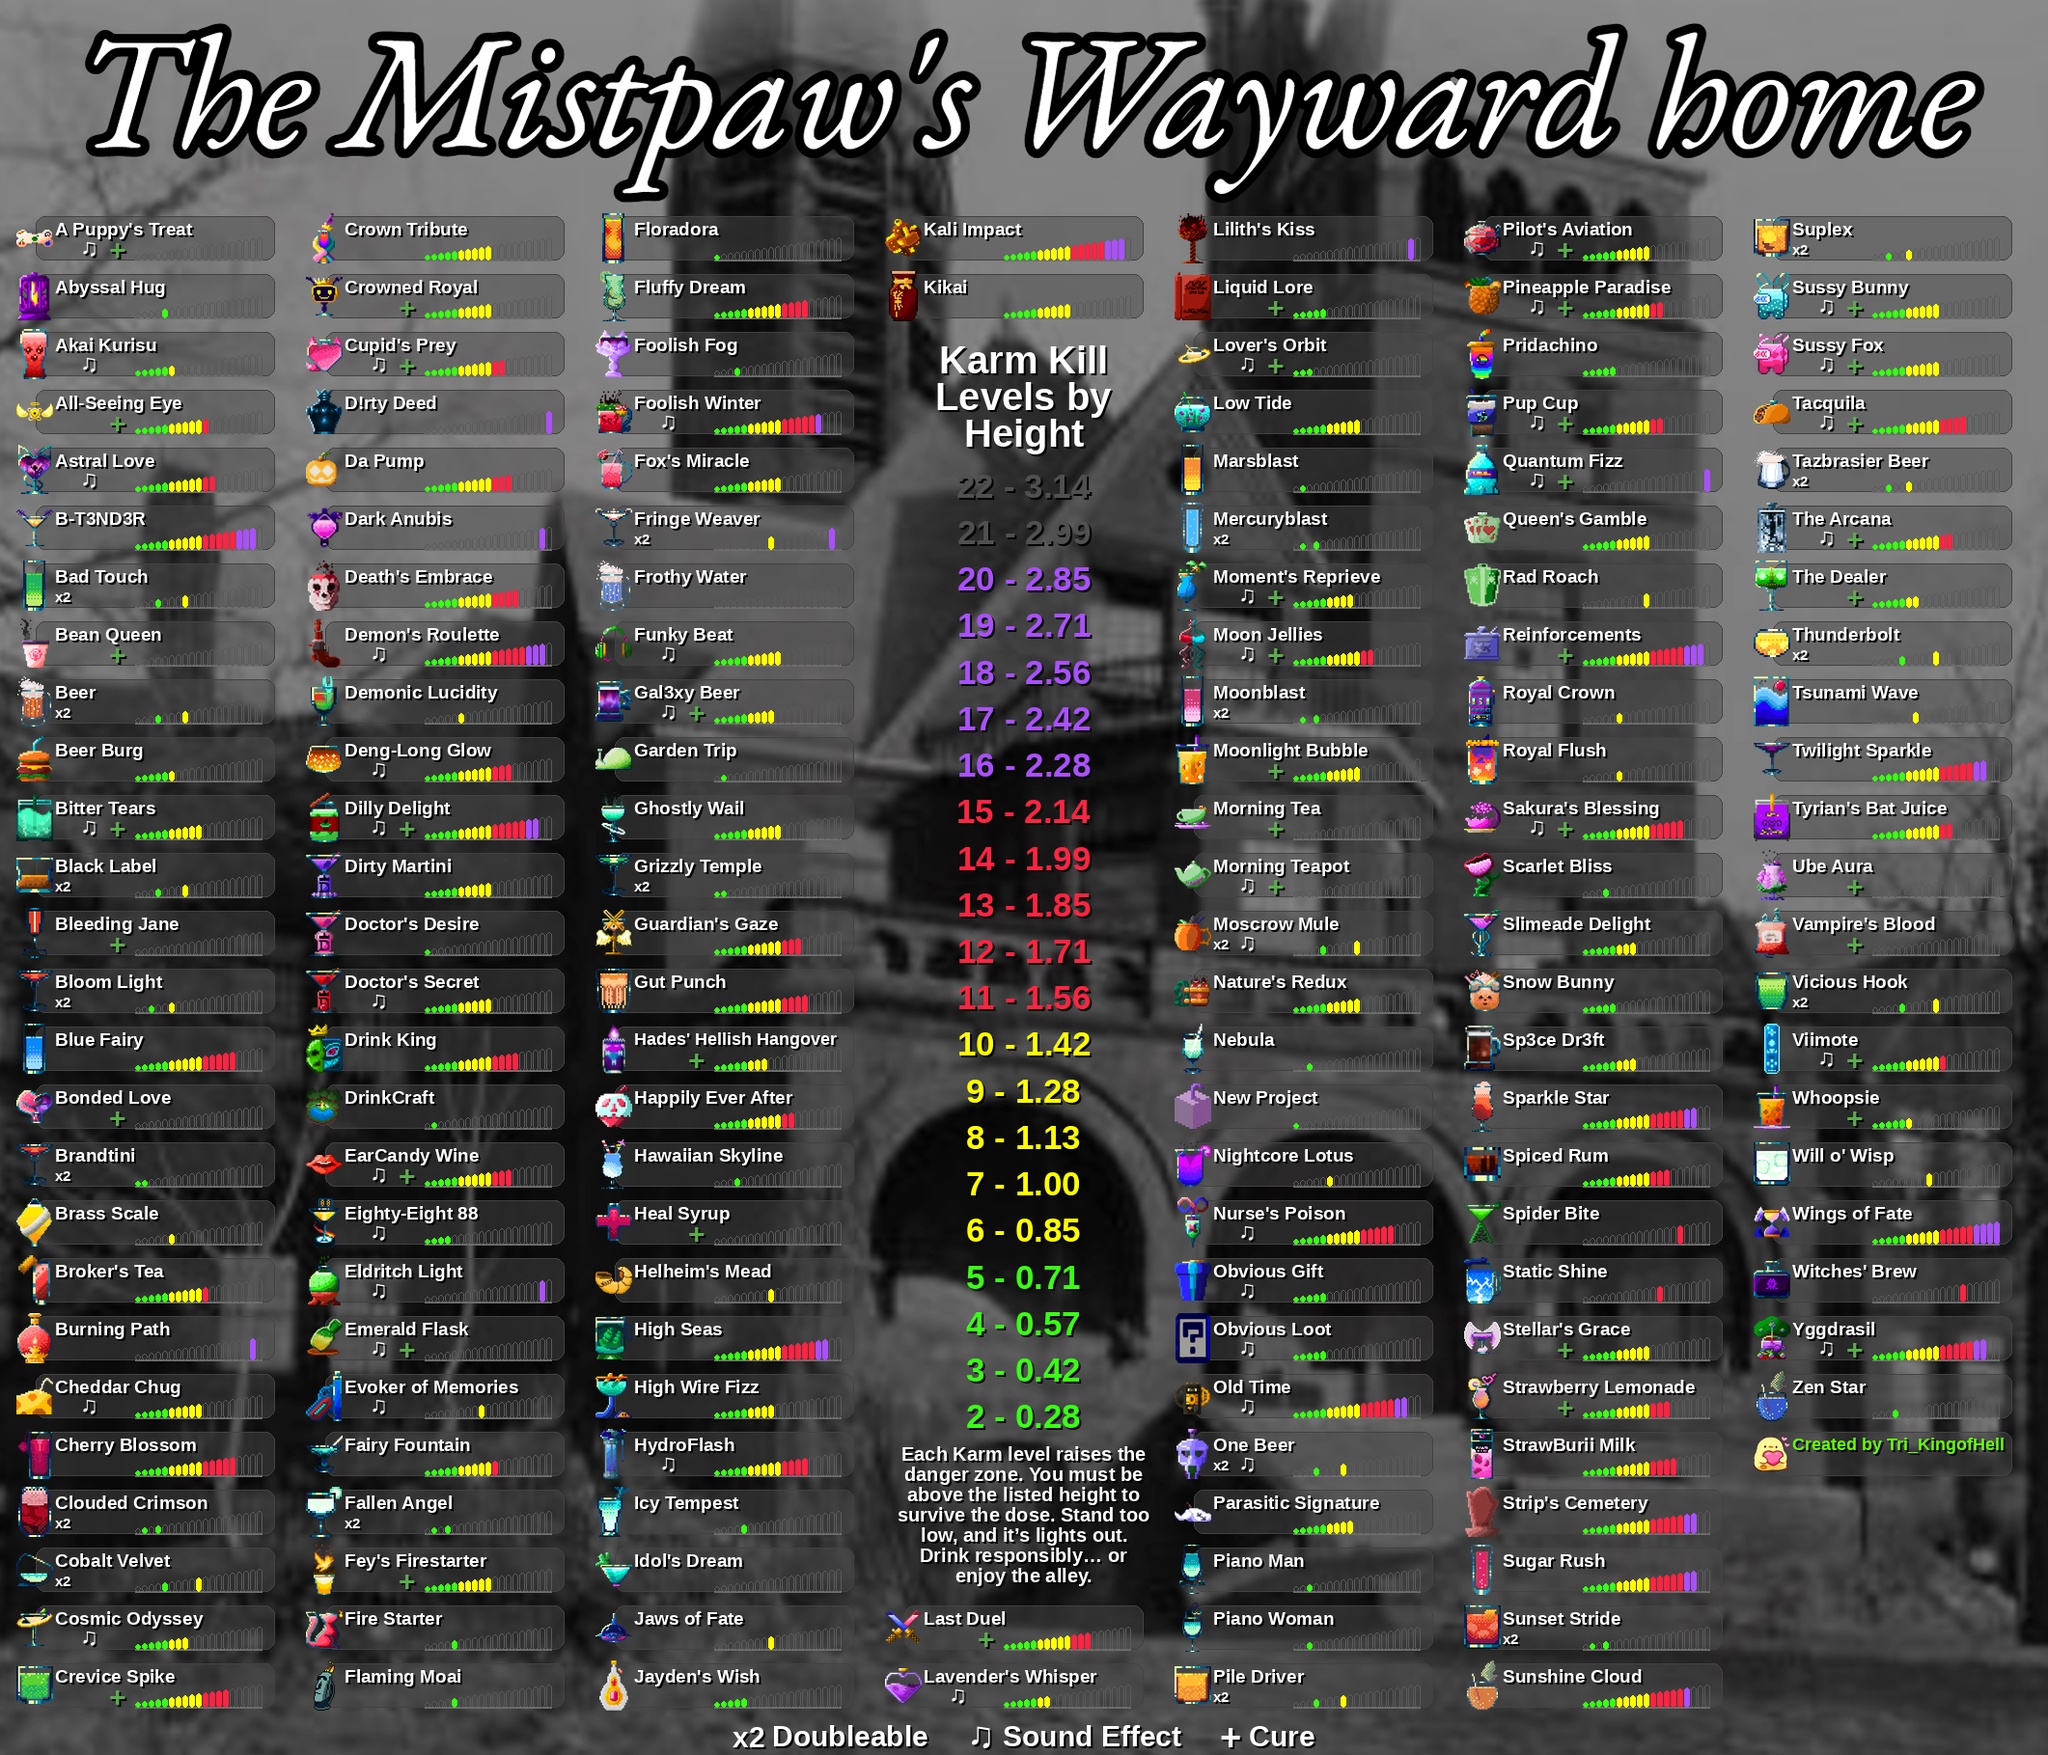 The Mistpaw's Wayward home
A Puppy's Treat
♫ +
Abyssal Hug
Akai Kurisu
♫
All-Seeing Eye
+
Astral Love
♫
B-T3ND3R
Bad Touch
x2
Bean Queen
+
Beer
x2
Beer Burg
Bitter Tears
♫ +
Black Label
x2
Bleeding Jane
+
Bloom Light
x2
Blue Fairy
Bonded Love
+
Brandtini
x2
Brass Scale
Broker's Tea
Burning Path
Cheddar Chug
♫
Cherry Blossom
Clouded Crimson
x2
Cobalt Velvet
x2
Cosmic Odyssey
♫
Crevice Spike
+
Crown Tribute
Crowned Royal
+
Cupid's Prey
♫ +
D!rty Deed
Da Pump
Dark Anubis
Death's Embrace
Demon's Roulette
♫
Demonic Lucidity
Deng-Long Glow
♫
Dilly Delight
♫ +
Dirty Martini
Doctor's Desire
Doctor's Secret
♫
Drink King
DrinkCraft
EarCandy Wine
♫ +
Eighty-Eight 88
♫
Eldritch Light
♫
Emerald Flask
♫ +
Evoker of Memories
♫
Fairy Fountain
Fallen Angel
x2
Fey's Firestarter
+
Fire Starter
Flaming Moai
Floradora
Fluffy Dream
Foolish Fog
Foolish Winter
♫
Fox's Miracle
Fringe Weaver
x2
Frothy Water
Funky Beat
♫
Gal3xy Beer
♫ +
Garden Trip
Ghostly Wail
Grizzly Temple
x2
Guardian's Gaze
Gut Punch
Hades' Hellish Hangover
+
Happily Ever After
Hawaiian Skyline
Heal Syrup
+
Helheim's Mead
High Seas
High Wire Fizz
HydroFlash
♫
Icy Tempest
Idol's Dream
Jaws of Fate
Jayden's Wish
Kali Impact
Kikai
Karm Kill
Levels by
Height
22 - 3.14
21 - 2.99
20 - 2.85
19 - 2.71
18 - 2.56
17 - 2.42
16 - 2.28
15 - 2.14
14 - 1.99
13 - 1.85
12 - 1.71
11 - 1.56
10 - 1.42
9 - 1.28
8 - 1.13
7 - 1.00
6 - 0.85
5 - 0.71
4 - 0.57
3 - 0.42
2 - 0.28
Each Karm level raises the
danger zone. You must be
above the listed height to
survive the dose. Stand too
low, and it's lights out.
Drink responsibly... or
enjoy the alley.
Last Duel
+
Lavender's Whisper
♫
Lilith's Kiss
Liquid Lore
+
Lover's Orbit
♫ +
Low Tide
Marsblast
Mercuryblast
x2
Moment's Reprieve
♫ +
Moon Jellies
♫ +
Moonblast
x2
Moonlight Bubble
+
Morning Tea
+
Morning Teapot
♫ +
Moscrow Mule
x2 ♫
Nature's Redux
Nebula
New Project
Nightcore Lotus
Nurse's Poison
♫
Obvious Gift
♫
Obvious Loot
♫
Old Time
♫
One Beer
x2 ♫
Parasitic Signature
Piano Man
Piano Woman
Pile Driver
x2
Pilot's Aviation
♫ +
Pineapple Paradise
♫ +
Pridachino
Pup Cup
♫ +
Quantum Fizz
♫ +
Queen's Gamble
Rad Roach
Reinforcements
+
Royal Crown
Royal Flush
Sakura's Blessing
♫ +
Scarlet Bliss
Slimeade Delight
Snow Bunny
Sp3ce Dr3ft
Sparkle Star
Spiced Rum
Spider Bite
Static Shine
Stellar's Grace
+
Strawberry Lemonade
+
StrawBurii Milk
Strip's Cemetery
Sugar Rush
Sunset Stride
x2
Sunshine Cloud
Suplex
x2
Sussy Bunny
♫ +
Sussy Fox
♫ +
Tacquila
♫ +
Tazbrasier Beer
x2
The Arcana
♫ +
The Dealer
+
Thunderbolt
x2
Tsunami Wave
Twilight Sparkle
Tyrian's Bat Juice
Ube Aura
+
Vampire's Blood
+
Vicious Hook
x2
Viimote
♫ +
Whoopsie
+
Will o' Wisp
Wings of Fate
Witches' Brew
Yggdrasil
♫ +
Zen Star
Created by Tri_KingofHell
x2 Doubleable ♫ Sound Effect + Cure